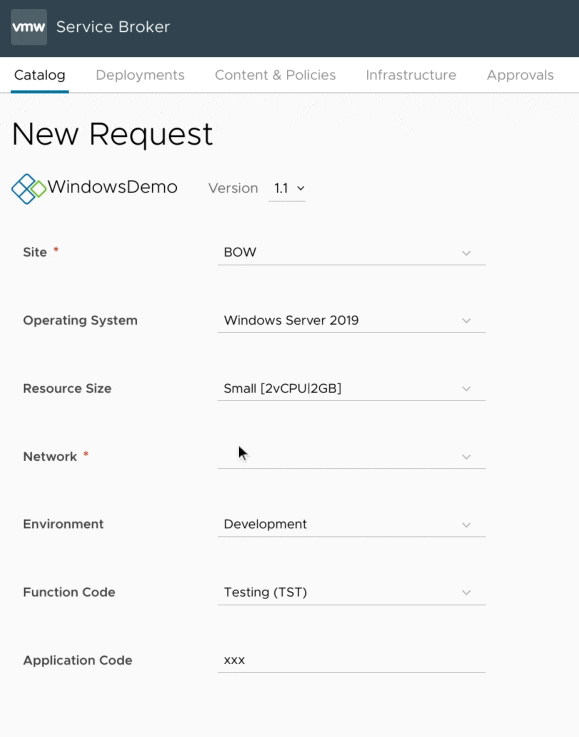 vmw Service Broker
Catalog Deployments Content & Policies Infrastructure Approvals
New Request
WindowsDemo Version 1.1
Site * BOW
Operating System Windows Server 2019
Resource Size Small [2vCPU|2GB]
Network *
Environment Development
Function Code Testing (TST)
Application Code xxx